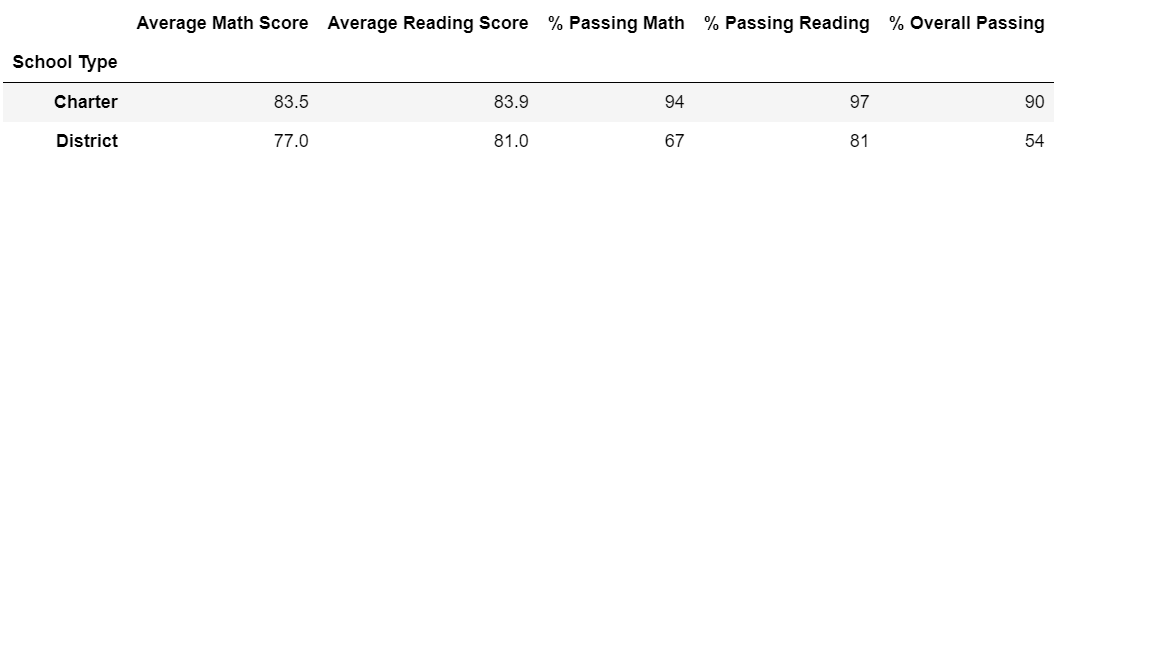 Average Math Score Average Reading Score % Passing Math % Passing Reading % Overall Passing
School Type
Charter 83.5 83.9 94 97 90
District 77.0 81.0 67 81 54